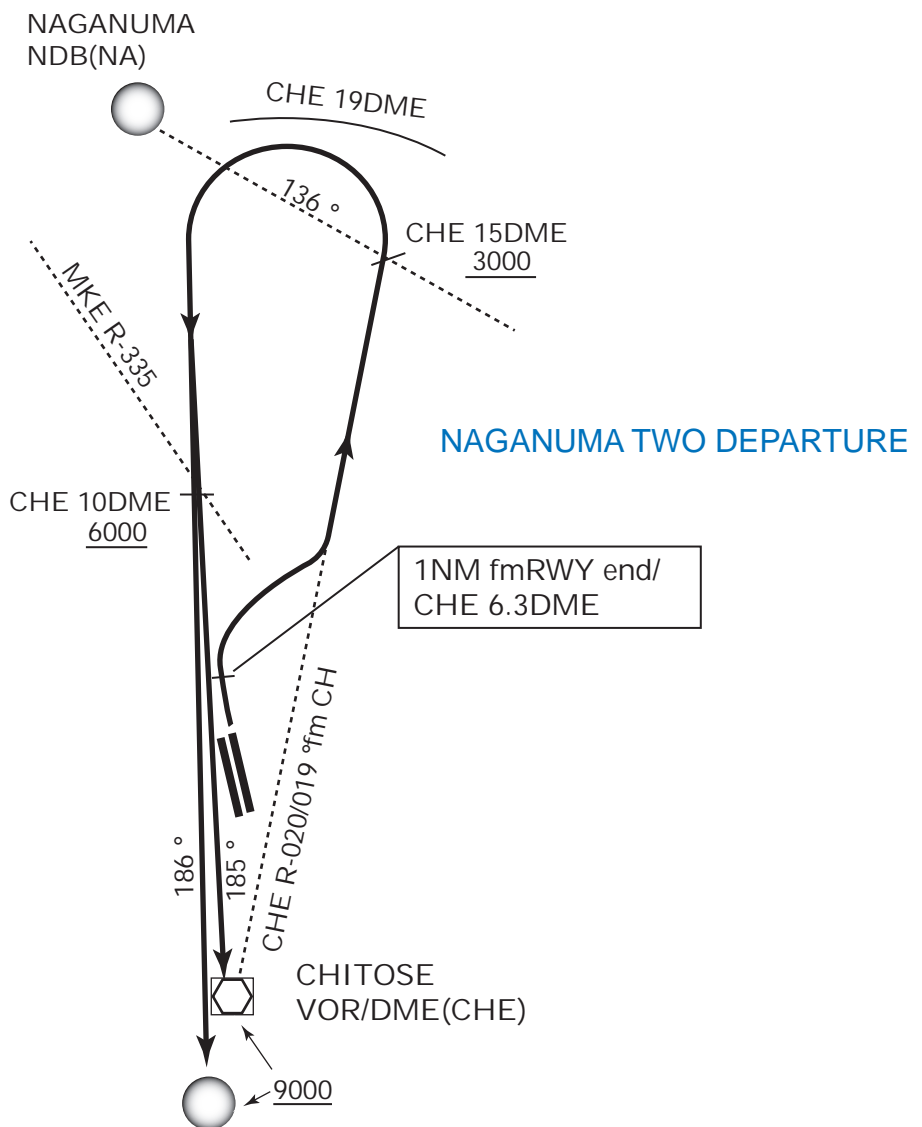 NAGANUMA
NDB(NA)
CHE 19DME
136 °
CHE 15DME
3000
MKE R-335
NAGANUMA TWO DEPARTURE
CHE 10DME
6000
1NM fmRWY end/
CHE 6.3DME
CHE R-020/019 °fm CH
186 °
185 °
CHITOSE
VOR/DME(CHE)
9000